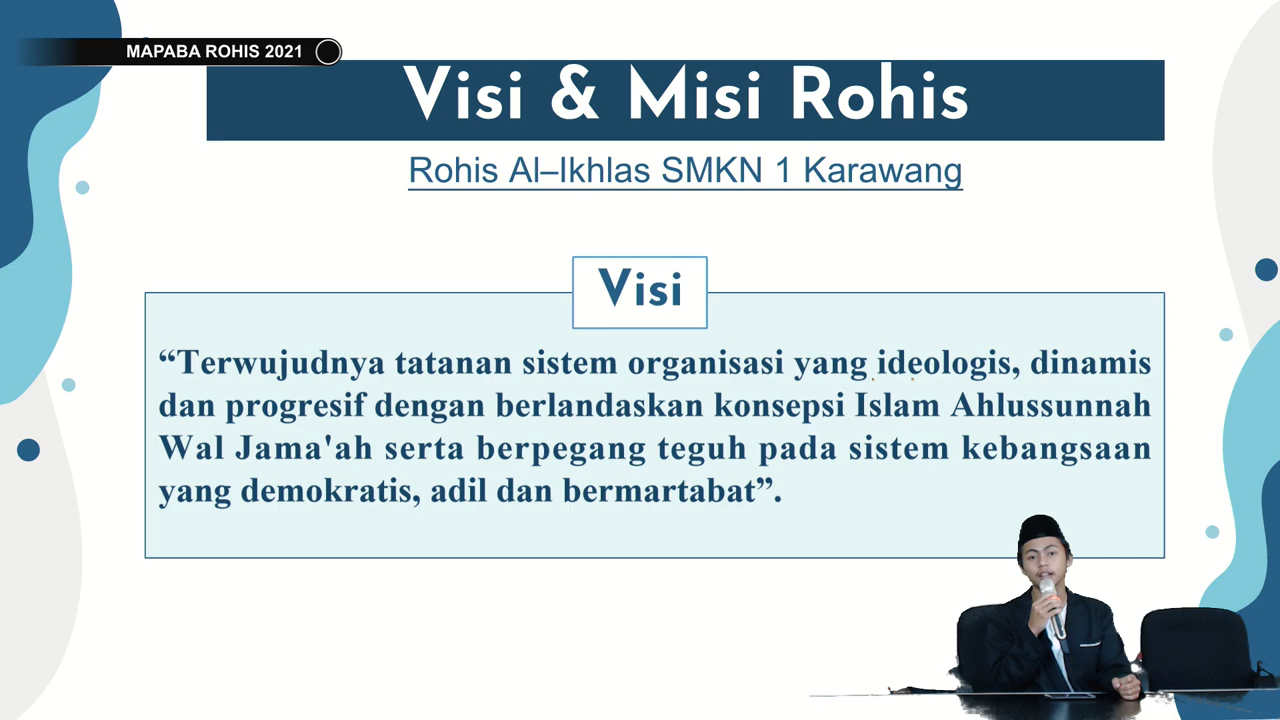 MAPABA ROHIS 2021
Visi & Misi Rohis
Rohis Al–Ikhlas SMKN 1 Karawang
Visi
“Terwujudnya tatanan sistem organisasi yang ideologis, dinamis
dan progresif dengan berlandaskan konsepsi Islam Ahlussunnah
Wal Jama'ah serta berpegang teguh pada sistem kebangsaan
yang demokratis, adil dan bermartabat”.